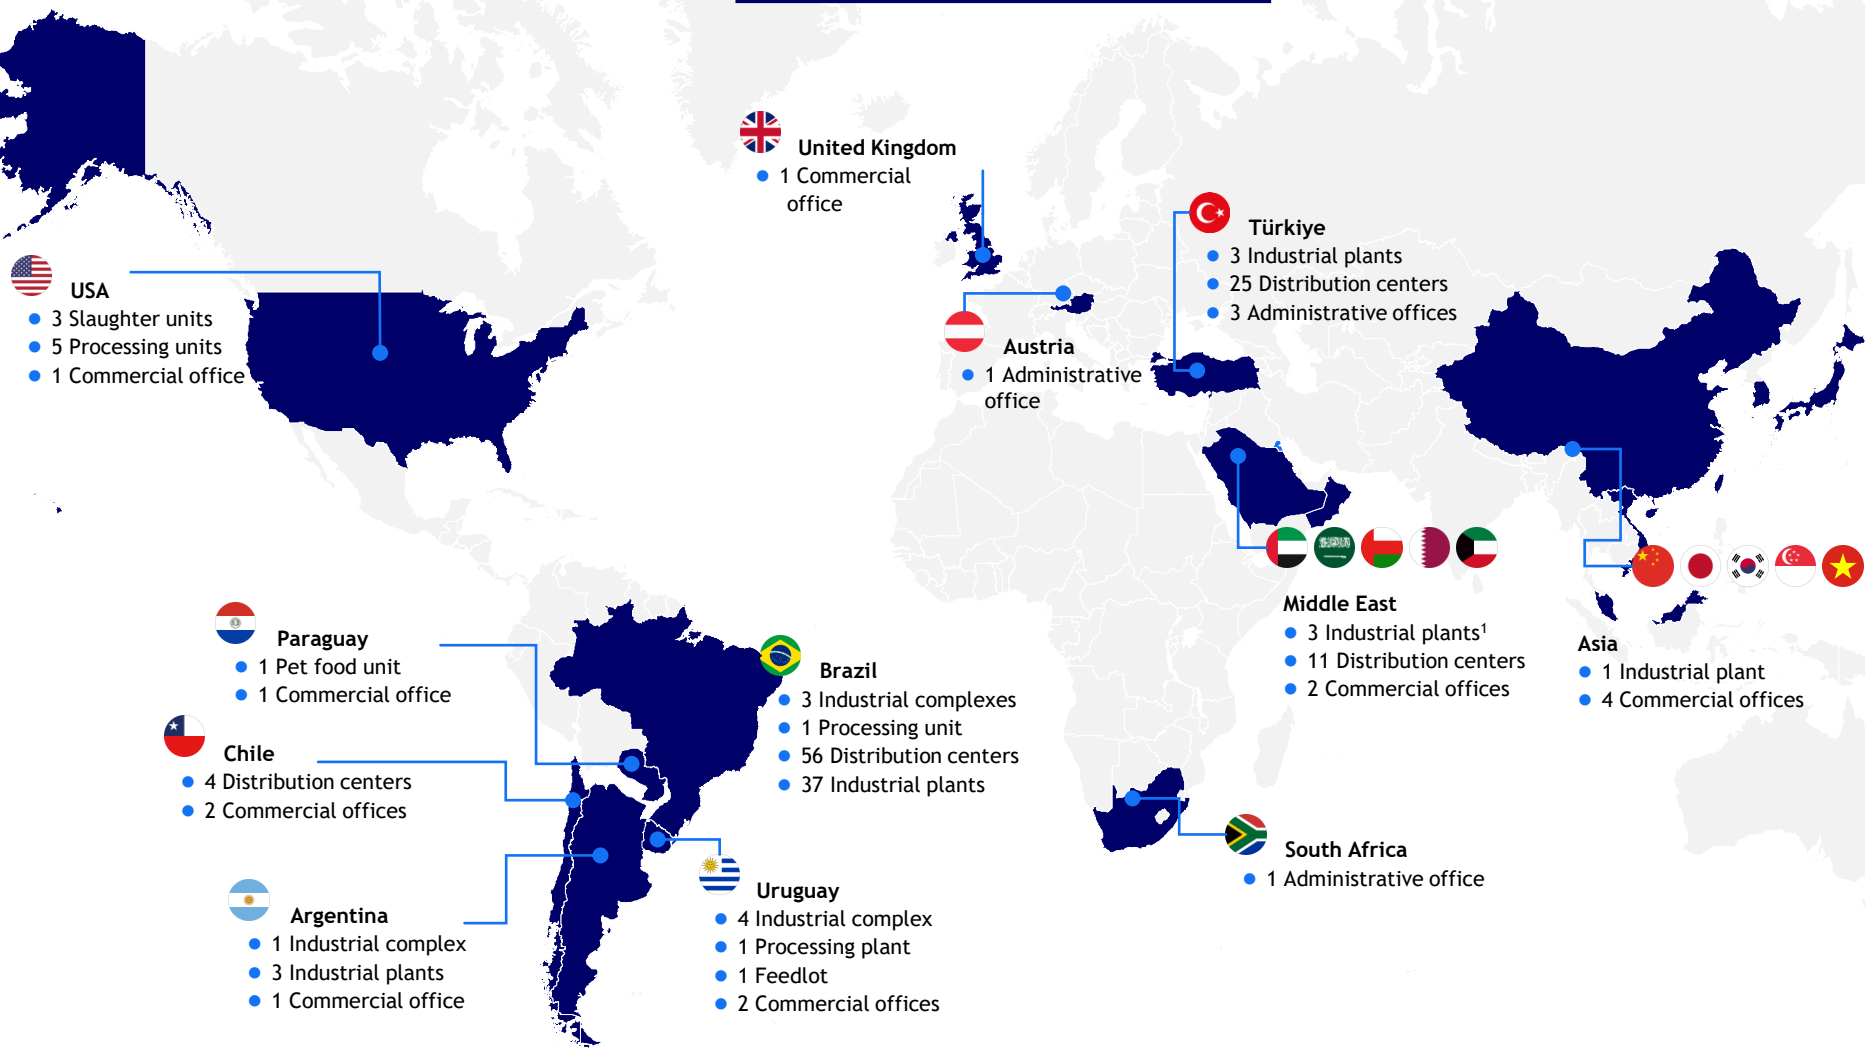 United Kingdom
1 Commercial
office
Türkiye
3 Industrial plants
25 Distribution centers
3 Administrative offices
USA
3 Slaughter units
5 Processing units
1 Commercial office
Austria
1 Administrative
office
Middle East
3 Industrial plants¹
11 Distribution centers
2 Commercial offices
Asia
1 Industrial plant
4 Commercial offices
Paraguay
1 Pet food unit
1 Commercial office
Brazil
3 Industrial complexes
1 Processing unit
56 Distribution centers
37 Industrial plants
Chile
4 Distribution centers
2 Commercial offices
South Africa
1 Administrative office
Argentina
1 Industrial complex
3 Industrial plants
1 Commercial office
Uruguay
4 Industrial complex
1 Processing plant
1 Feedlot
2 Commercial offices